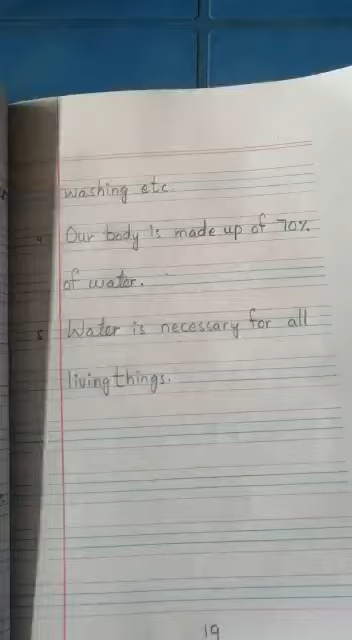 washing etc.
4 Our body is made up of 70%
of water.
5 Water is necessary for all
living things.
19